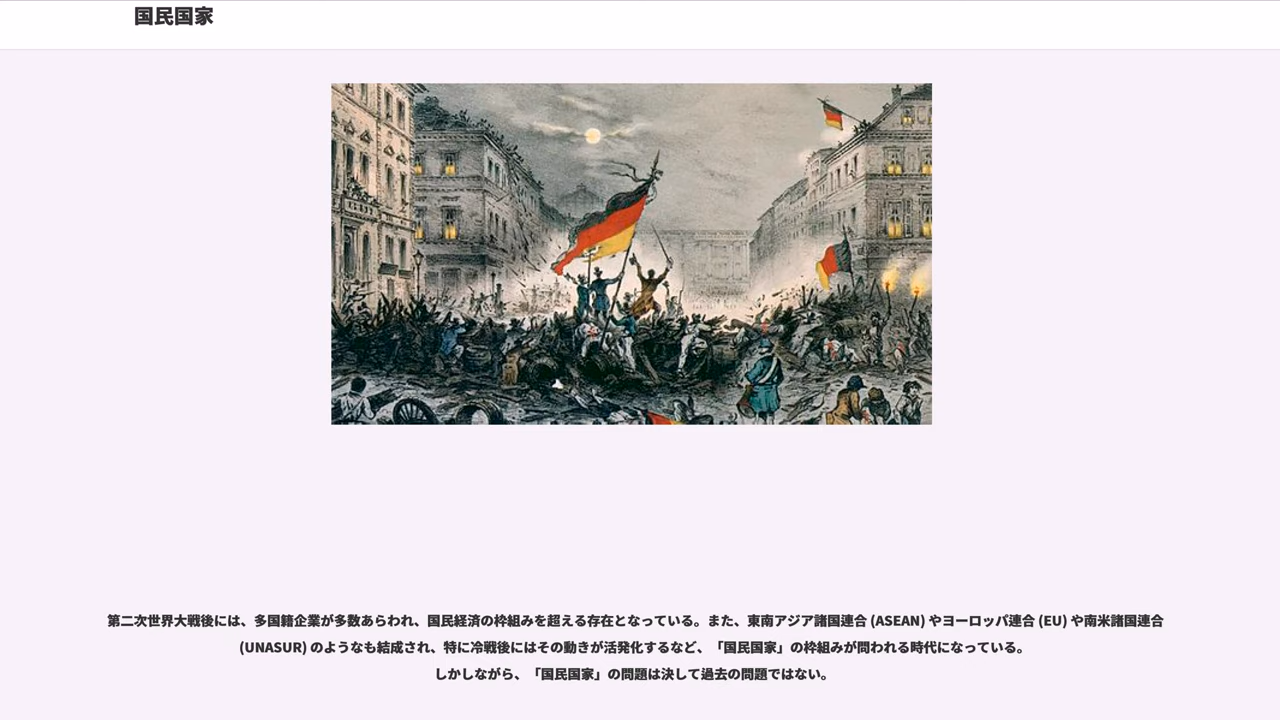 国民国家
第二次世界大戦後には、多国籍企業が多数あらわれ、国民経済の枠組みを超える存在となっている。また、東南アジア諸国連合 (ASEAN) やヨーロッパ連合 (EU) や南米諸国連合
(UNASUR) のようなも結成され、特に冷戦後にはその動きが活発化するなど、「国民国家」の枠組みが問われる時代になっている。
しかしながら、「国民国家」の問題は決して過去の問題ではない。